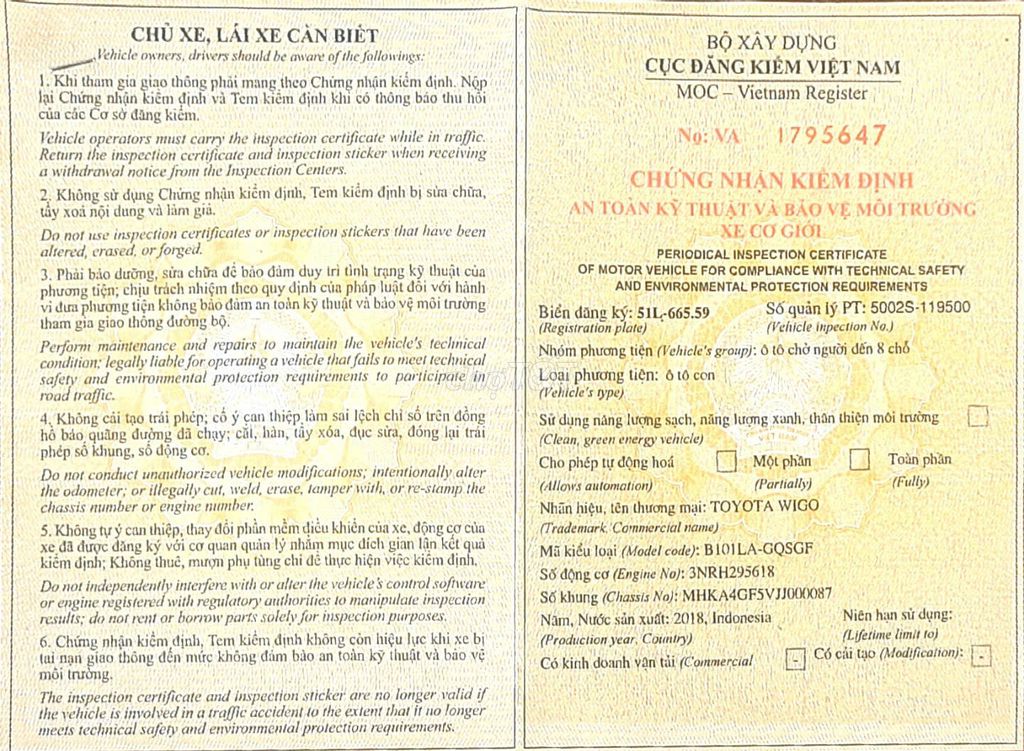 CHỦ XE, LÁI XE CẦN BIẾT
Vehicle owners, drivers should be aware of the followings:
1. Khi tham gia giao thông phải mang theo Chứng nhận kiểm định. Nộp
lại Chứng nhận kiểm định và Tem kiểm định khi có thông báo thu hồi
của các Cơ sở đăng kiểm.
Vehicle operators must carry the inspection certificate while in traffic.
Return the inspection certificate and inspection sticker when receiving
a withdrawal notice from the Inspection Centers.
2. Không sử dụng Chứng nhận kiểm định, Tem kiểm định bị sửa chữa,
tẩy xoá nội dung và làm giả.
Do not use inspection certificates or inspection stickers that have been
altered, erased, or forged.
3. Phải bảo dưỡng, sửa chữa để bảo đảm duy trì tình trạng kỹ thuật của
phương tiện; chịu trách nhiệm theo quy định của pháp luật đối với hành
vi đưa phương tiện không bảo đảm an toàn kỹ thuật và bảo vệ môi trường
tham gia giao thông đường bộ.
Perform maintenance and repairs to maintain the vehicle's technical
condition; legally liable for operating a vehicle that fails to meet technical
safety and environmental protection requirements to participate in
road traffic.
4. Không cải tạo trái phép; cố ý can thiệp làm sai lệch chỉ số trên đồng
hồ báo quãng đường đã chạy; cắt, hàn, tẩy xóa, đục sửa, đóng lại trái
phép số khung, số động cơ.
Do not conduct unauthorized vehicle modifications; intentionally alter
the odometer; or illegally cut, weld, erase, tamper with, or re-stamp the
chassis number or engine number.
5. Không tự ý can thiệp, thay đổi phần mềm điều khiển của xe, động cơ của
xe đã được đăng ký với cơ quan quản lý nhằm mục đích gian lận kết quả
kiểm định; Không thuê, mượn phụ tùng chỉ để thực hiện việc kiểm định.
Do not independently interfere with or alter the vehicle's control software
or engine registered with regulatory authorities to manipulate inspection
results; do not rent or borrow parts solely for inspection purposes.
6. Chứng nhận kiểm định, Tem kiểm định không còn hiệu lực khi xe bị
tai nạn giao thông đến mức không đảm bảo an toàn kỹ thuật và bảo vệ
môi trường.
The inspection certificate and inspection sticker are no longer valid if
the vehicle is involved in a traffic accident to the extent that it no longer
meets technical safety and environmental protection requirements.
BỘ XÂY DỰNG
CỤC ĐĂNG KIỂM VIỆT NAM
MOC – Vietnam Register
No: VA 1795647
CHỨNG NHẬN KIỂM ĐỊNH
AN TOÀN KỸ THUẬT VÀ BẢO VỆ MÔI TRƯỜNG
XE CƠ GIỚI
PERIODICAL INSPECTION CERTIFICATE
OF MOTOR VEHICLE FOR COMPLIANCE WITH TECHNICAL SAFETY
AND ENVIRONMENTAL PROTECTION REQUIREMENTS
Biển đăng ký: 51L-665.59 Số quản lý PT: 5002S-119500
(Registration plate) (Vehicle inpection No.)
Nhóm phương tiện (Vehicle's group): ô tô chở người đến 8 chỗ
Loại phương tiện: ô tô con
(Vehicle's type)
Sử dụng năng lượng sạch, năng lượng xanh, thân thiện môi trường
(Clean, green energy vehicle)
Cho phép tự động hoá Một phần Toàn phần
(Allows automation) (Partially) (Fully)
Nhãn hiệu, tên thương mại: TOYOTA WIGO
(Trademark, Commercial name)
Mã kiểu loại (Model code): B101LA-GQSGF
Số động cơ (Engine No): 3NRH295618
Số khung (Chassis No): MHKA4GF5VJJ000087
Năm, Nước sản xuất: 2018, Indonesia Niên hạn sử dụng:
(Production year, Country) (Lifetime limit to)
Có kinh doanh vận tải (Commercial - Có cải tạo (Modification): -